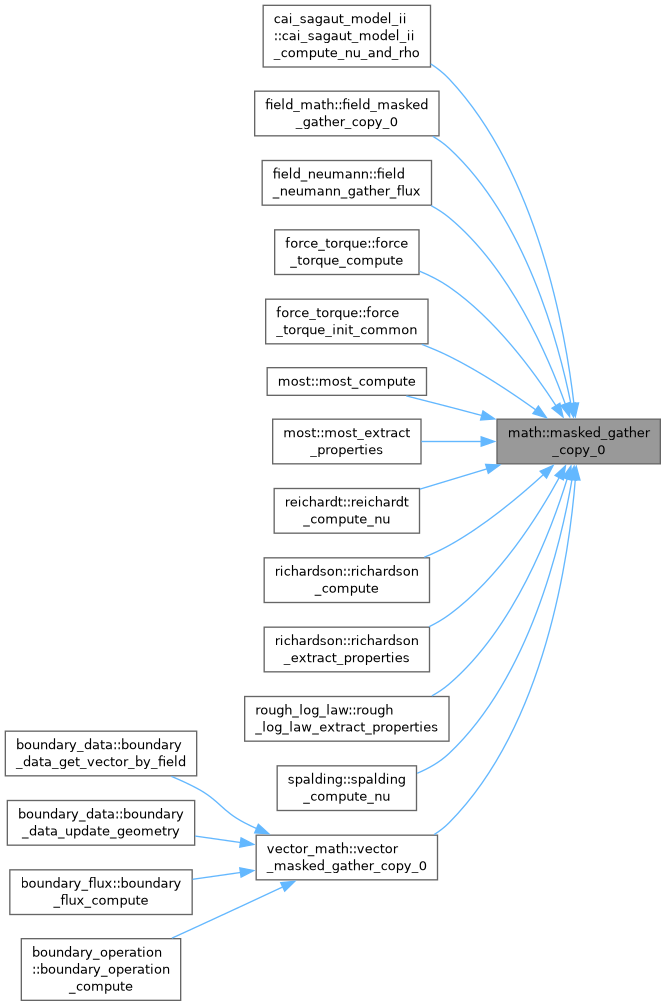 cai_sagaut_model_ii
::cai_sagaut_model_ii
_compute_nu_and_rho
field_math::field_masked
_gather_copy_0
field_neumann::field
_neumann_gather_flux
force_torque::force
_torque_compute
force_torque::force
_torque_init_common
most::most_compute
math::masked_gather
_copy_0
most::most_extract
_properties
reichardt::reichardt
_compute_nu
richardson::richardson
_compute
richardson::richardson
_extract_properties
rough_log_law::rough
_log_law_extract_properties
spalding::spalding
_compute_nu
boundary_data::boundary
_data_get_vector_by_field
boundary_data::boundary
_data_update_geometry
vector_math::vector
_masked_gather_copy_0
boundary_flux::boundary
_flux_compute
boundary_operation
::boundary_operation
_compute